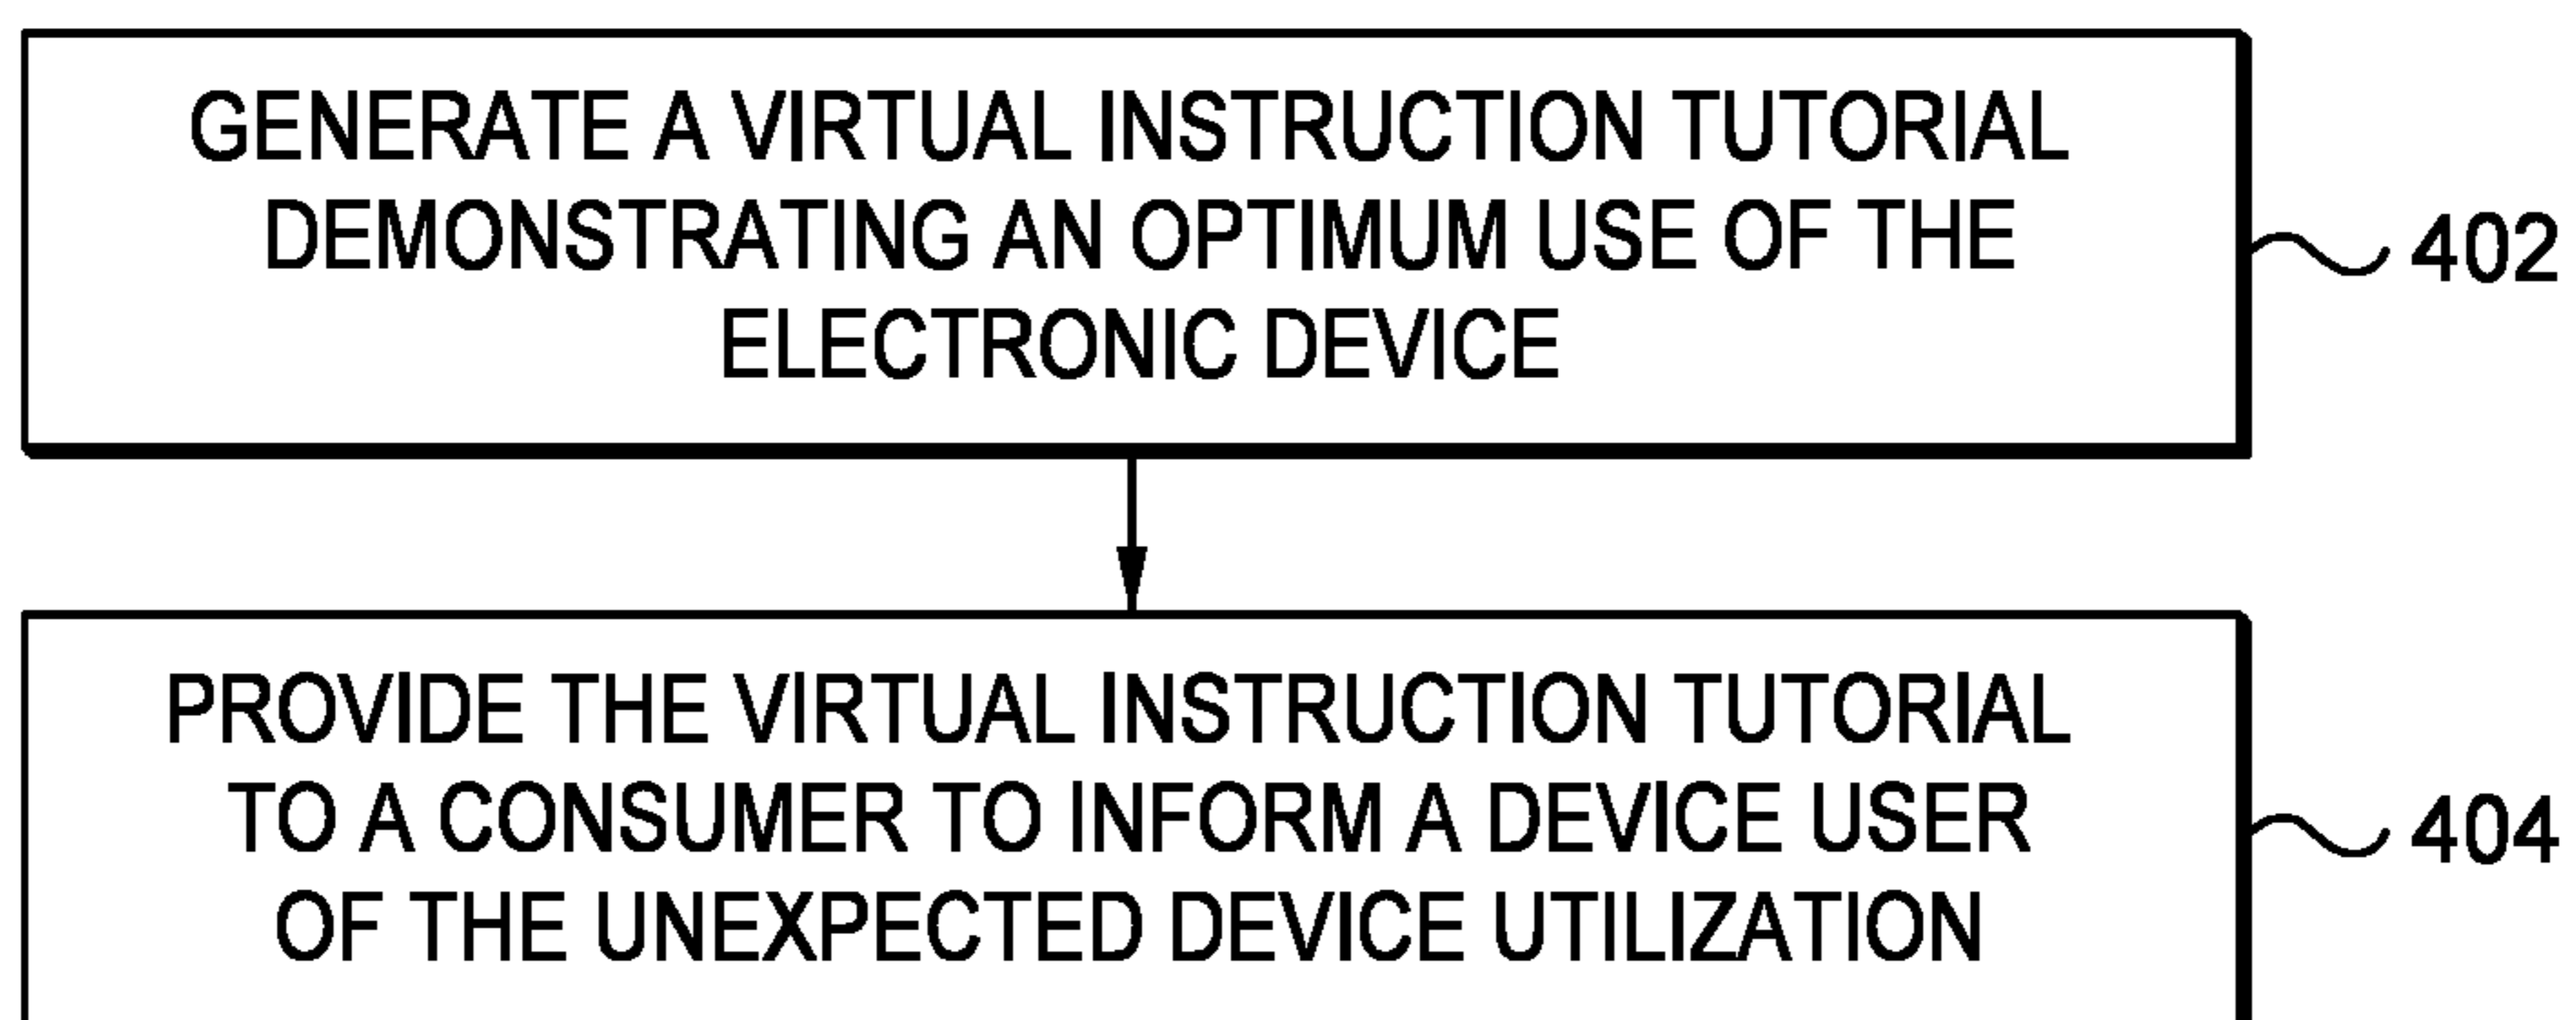 GENERATE A VIRTUAL INSTRUCTION TUTORIAL
DEMONSTRATING AN OPTIMUM USE OF THE
ELECTRONIC DEVICE
402
PROVIDE THE VIRTUAL INSTRUCTION TUTORIAL
TO A CONSUMER TO INFORM A DEVICE USER
OF THE UNEXPECTED DEVICE UTILIZATION
404